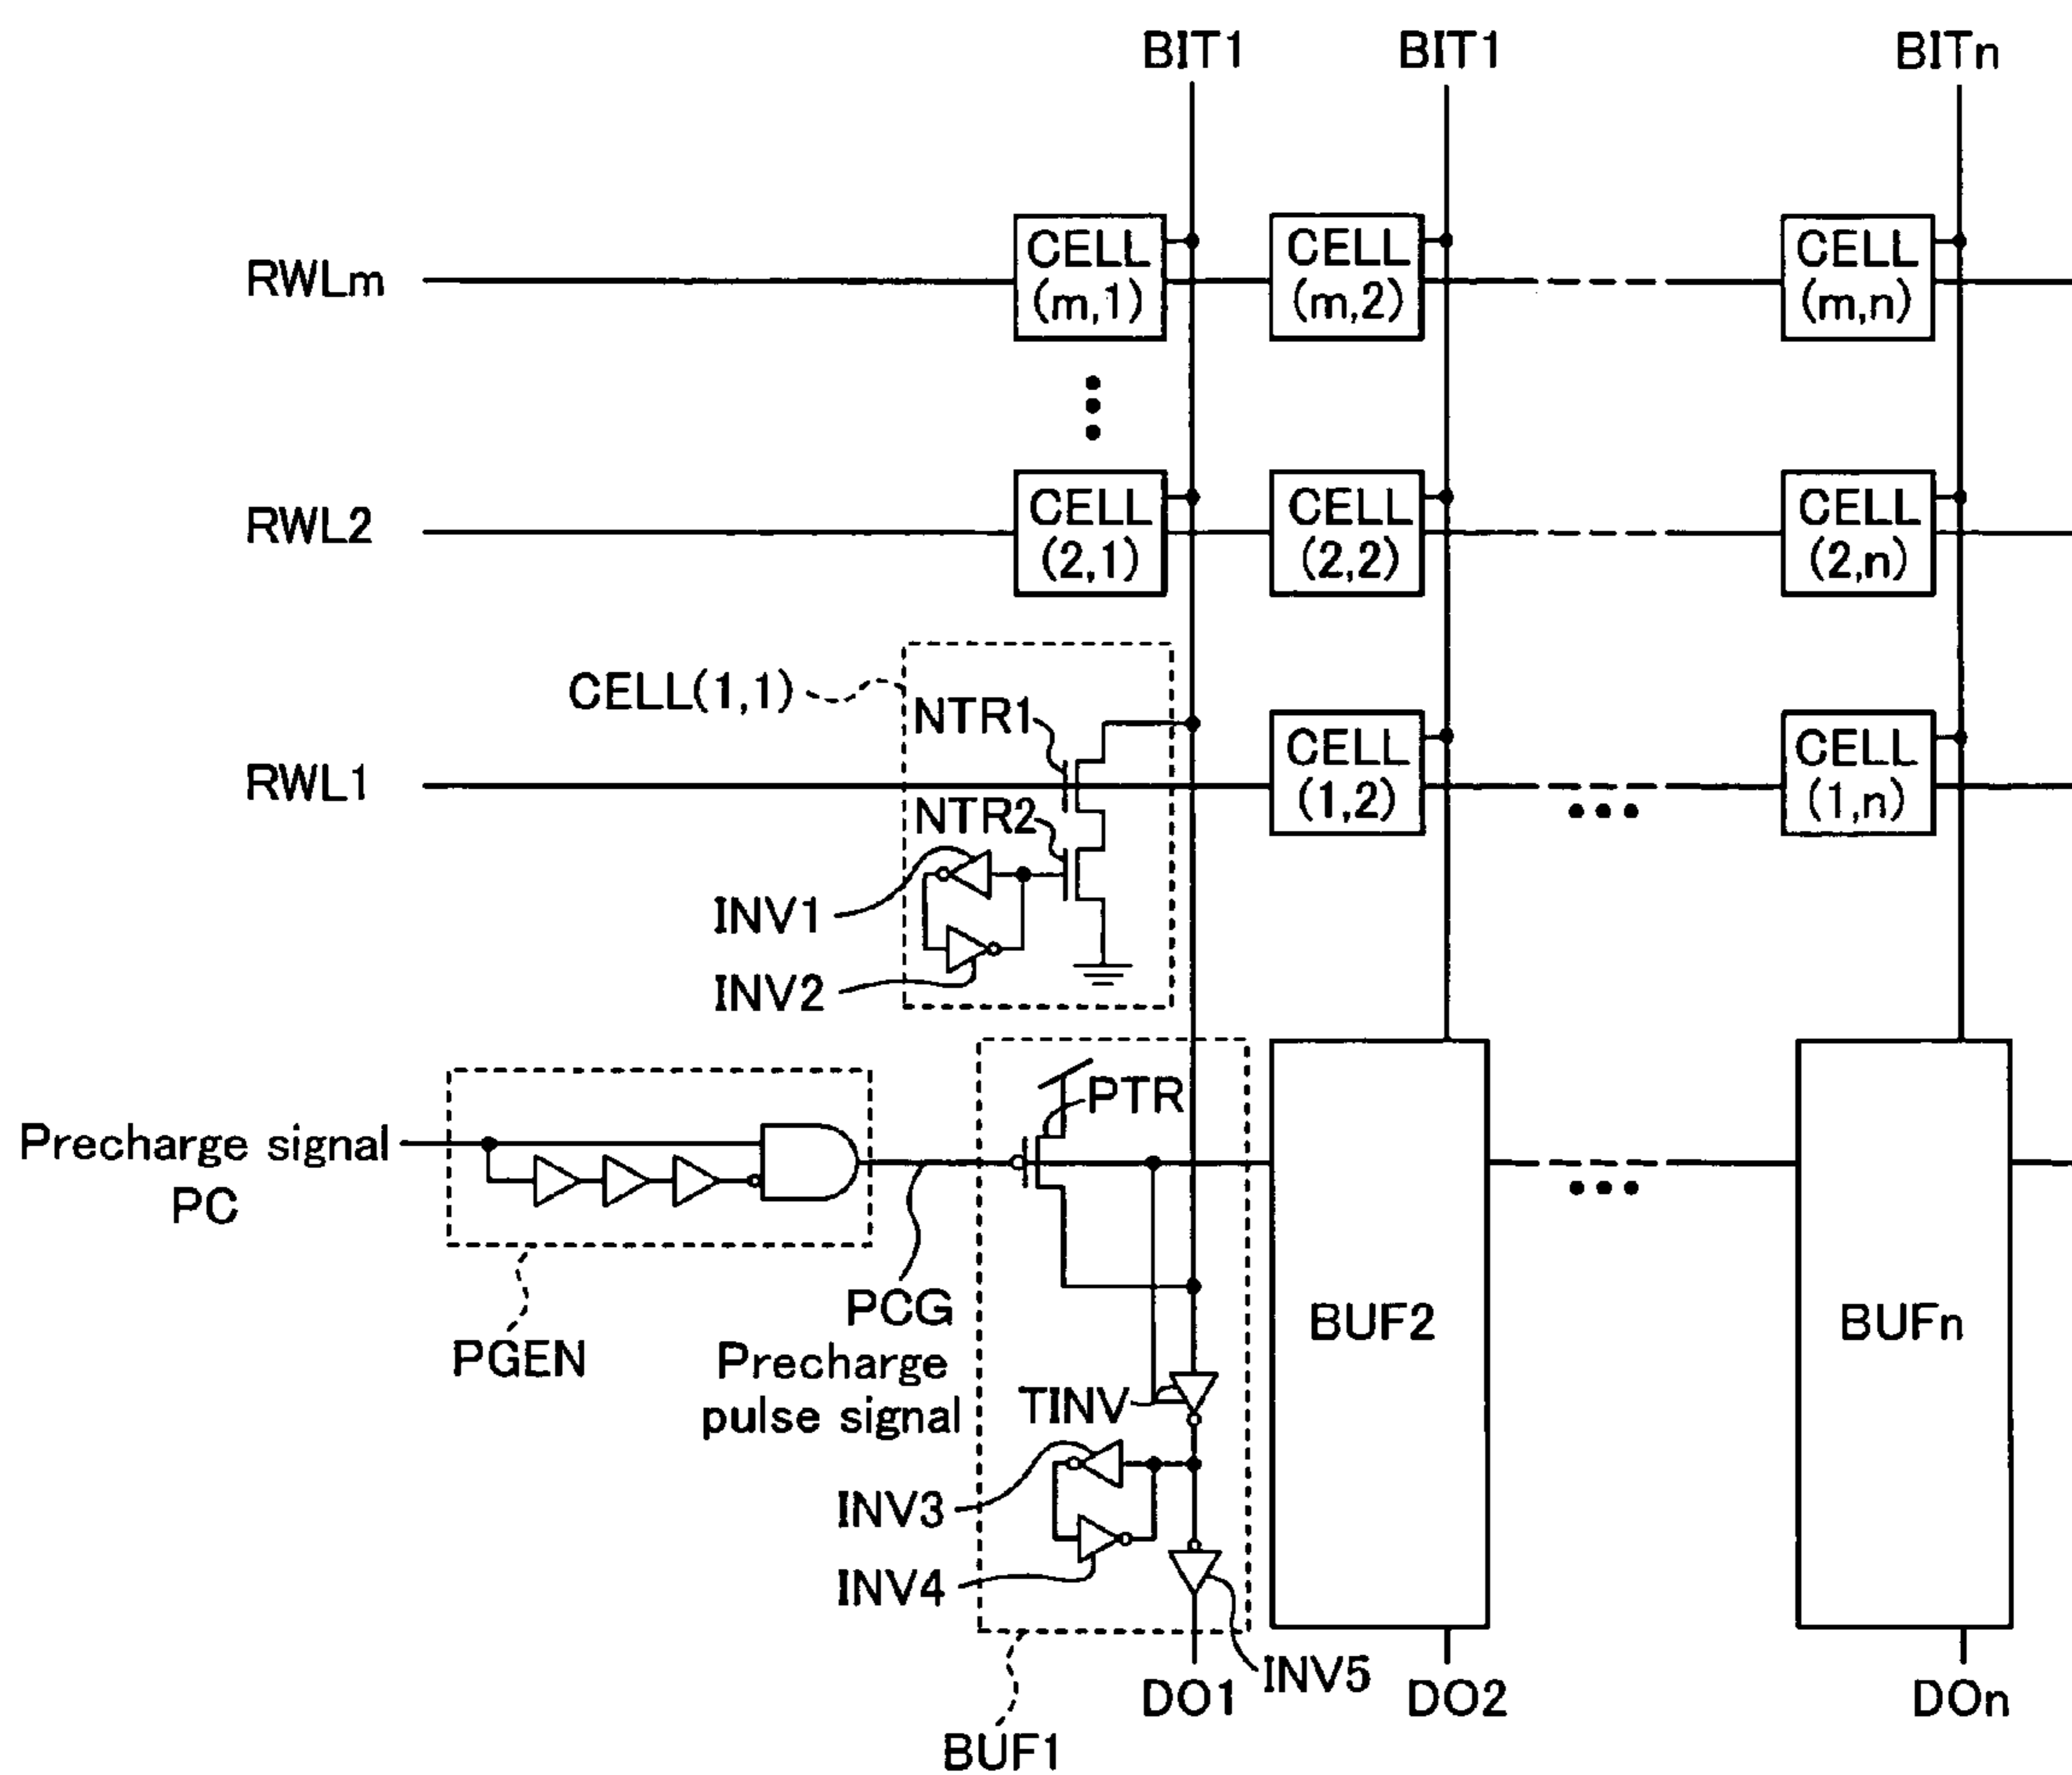 BIT1 BIT1 BITn
RWLm
CELL
(m,1)
CELL
(m,2)
CELL
(m,n)
RWL2
CELL
(2,1)
CELL
(2,2)
CELL
(2,n)
CELL(1,1)
NTR1
RWL1
NTR2
CELL
(1,2)
CELL
(1,n)
INV1
INV2
Precharge signal
PC
PGEN
PCG
Precharge
pulse signal
PTR
TINV
INV3
INV4
INV5
BUF1
BUF2
BUFn
DO1 DO2 DOn